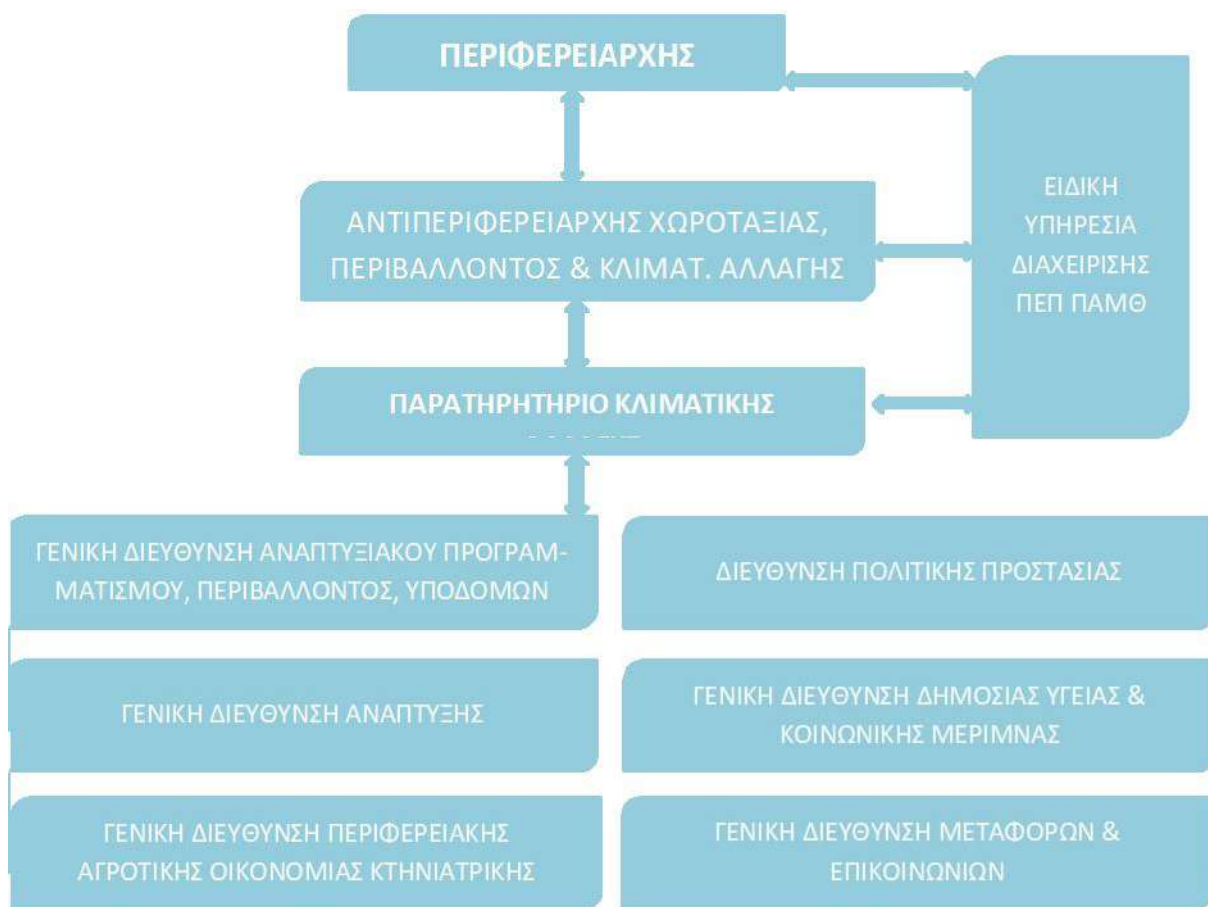 ΠΕΡΙΦΕΡΕΙΑΡΧΗΣ
ΑΝΤΙΠΕΡΙΦΕΡΕΙΑΡΧΗΣ ΧΩΡΟΤΑΞΙΑΣ,
ΠΕΡΙΒΑΛΛΟΝΤΟΣ & ΚΛΙΜΑΤ. ΑΛΛΑΓΗΣ
ΕΙΔΙΚΗ
ΥΠΗΡΕΣΙΑ
ΔΙΑΧΕΙΡΙΣΗΣ
ΠΕΠ ΠΑΜΘ
ΠΑΡΑΤΗΡΗΤΗΡΙΟ ΚΛΙΜΑΤΙΚΗΣ
ΓΕΝΙΚΗ ΔΙΕΥΘΥΝΣΗ ΑΝΑΠΤΥΞΙΑΚΟΥ ΠΡΟΓΡΑΜ-
ΜΑΤΙΣΜΟΥ, ΠΕΡΙΒΑΛΛΟΝΤΟΣ, ΥΠΟΔΟΜΩΝ
ΔΙΕΥΘΥΝΣΗ ΠΟΛΙΤΙΚΗΣ ΠΡΟΣΤΑΣΙΑΣ
ΓΕΝΙΚΗ ΔΙΕΥΘΥΝΣΗ ΑΝΑΠΤΥΞΗΣ
ΓΕΝΙΚΗ ΔΙΕΥΘΥΝΣΗ ΔΗΜΟΣΙΑΣ ΥΓΕΙΑΣ &
ΚΟΙΝΩΝΙΚΗΣ ΜΕΡΙΜΝΑΣ
ΓΕΝΙΚΗ ΔΙΕΥΘΥΝΣΗ ΠΕΡΙΦΕΡΕΙΑΚΗΣ
ΑΓΡΟΤΙΚΗΣ ΟΙΚΟΝΟΜΙΑΣ ΚΤΗΝΙΑΤΡΙΚΗΣ
ΓΕΝΙΚΗ ΔΙΕΥΘΥΝΣΗ ΜΕΤΑΦΟΡΩΝ &
ΕΠΙΚΟΙΝΩΝΙΩΝ